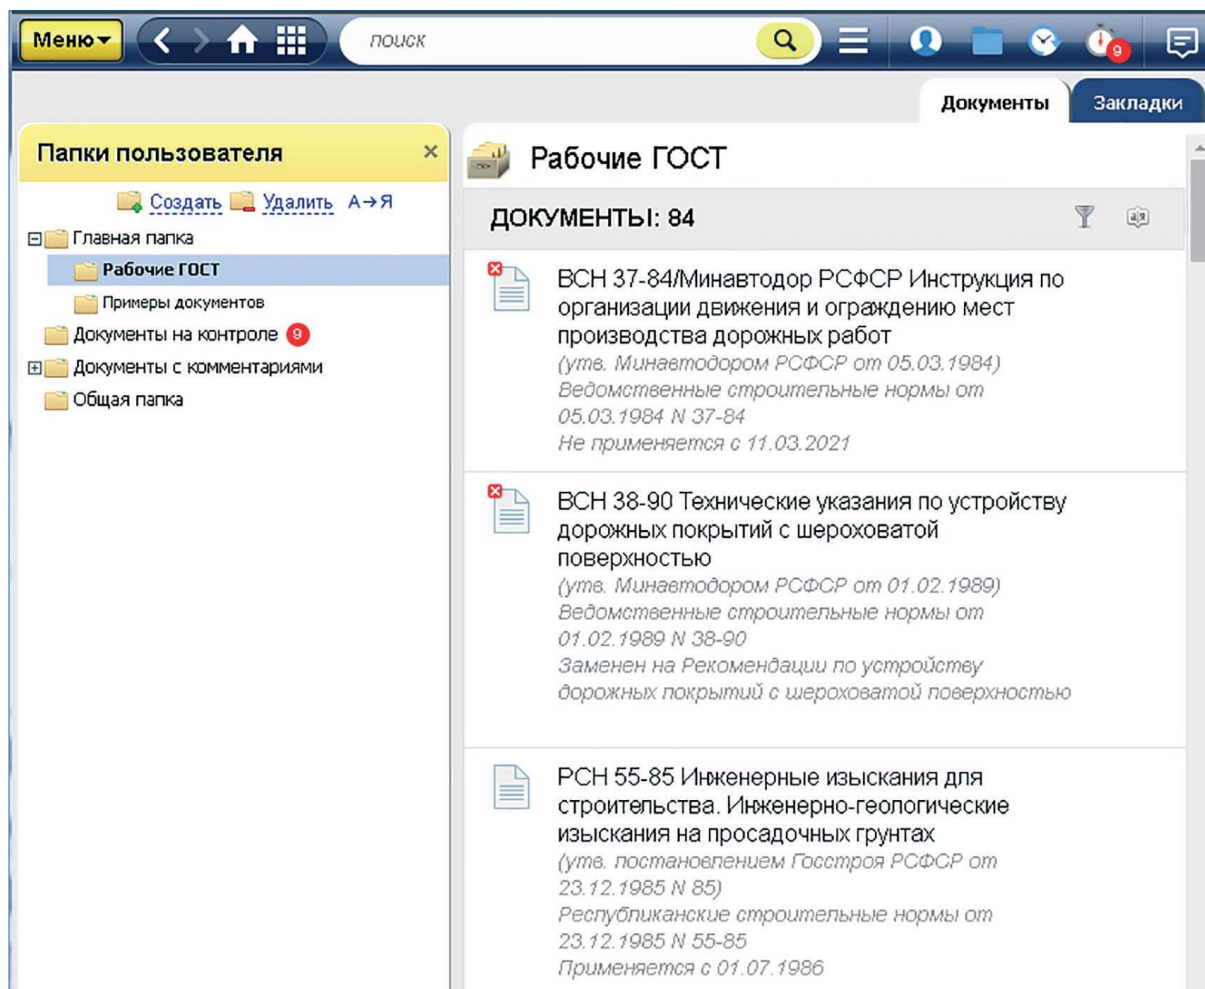 Меню
поиск
9
Документы
Закладки
Папки пользователя
Создать Удалить А→Я
Главная папка
Рабочие ГОСТ
Примеры документов
Документы на контроле 9
Документы с комментариями
Общая папка
Рабочие ГОСТ
ДОКУМЕНТЫ: 84
ая
ВСН 37-84/Минавтодор РСФСР Инструкция по
организации движения и ограждению мест
производства дорожных работ
(утв. Минавтодором РСФСР от 05.03.1984)
Ведомственные строительные нормы от
05.03.1984 N 37-84
Не применяется с 11.03.2021
ВСН 38-90 Технические указания по устройству
дорожных покрытий с шероховатой
поверхностью
(утв. Минавтодором РСФСР от 01.02.1989)
Ведомственные строительные нормы от
01.02.1989 N 38-90
Заменен на Рекомендации по устройству
дорожных покрытий с шероховатой поверхностью
РСН 55-85 Инженерные изыскания для
строительства. Инженерно-геологические
изыскания на просадочных грунтах
(утв. постановлением Госстроя РСФСР от
23.12.1985 N 85)
Республиканские строительные нормы от
23.12.1985 N 55-85
Применяется с 01.07.1986